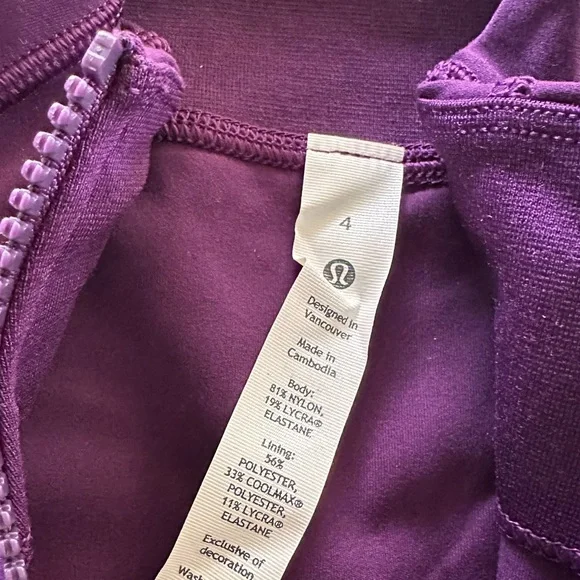 4
Designed in
Vancouver
Made in
Cambodia
Body:
81% NYLON,
19% LYCRA®
ELASTANE
Lining:
56%
POLYESTER,
33% COOLMAX®
POLYESTER,
11% LYCRA®
ELASTANE
Exclusive of
decoration